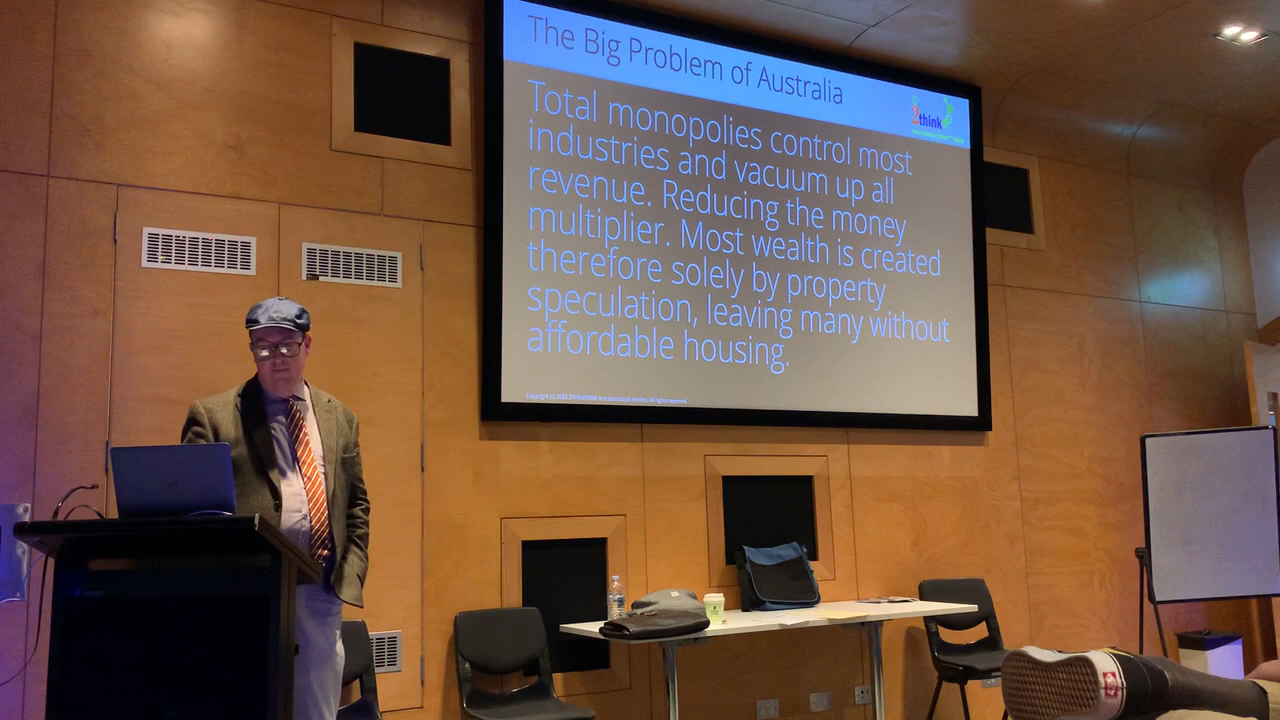 The Big Problem of Australia
2think
Total monopolies control most
industries and vacuum up all
revenue. Reducing the money
multiplier. Most wealth is created
therefore solely by property
speculation, leaving many without
affordable housing.